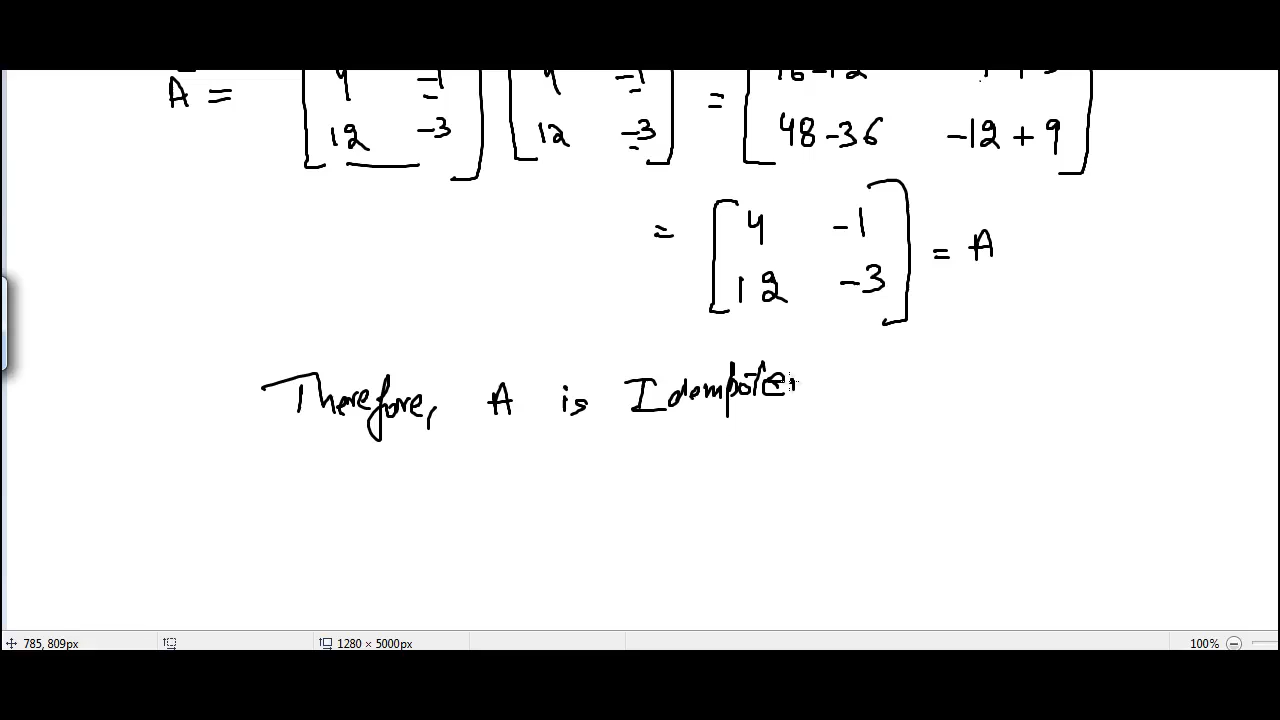 4 -1 4 -1 16-12
A = =
12 -3 12 -3 48-36 -12+9
= 4 -1
= A
12 -3
Therefore, A is Idempote
785, 809px 1280 × 5000px 100%